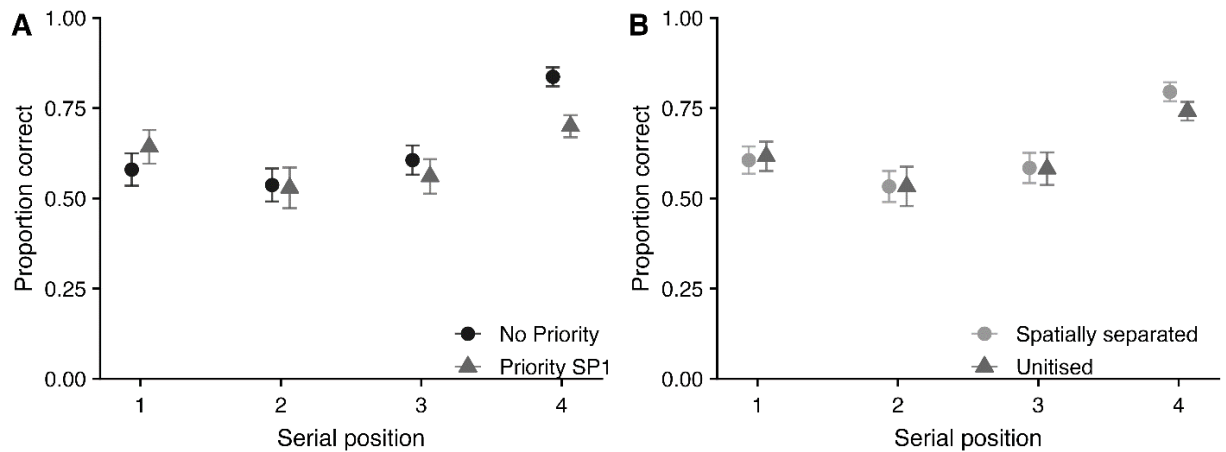 A
1.00
0.75
0.50
0.25
0.00
Proportion correct
No Priority
Priority SP1
1 2 3 4
Serial position
B
1.00
0.75
0.50
0.25
0.00
Proportion correct
Spatially separated
Unitised
1 2 3 4
Serial position